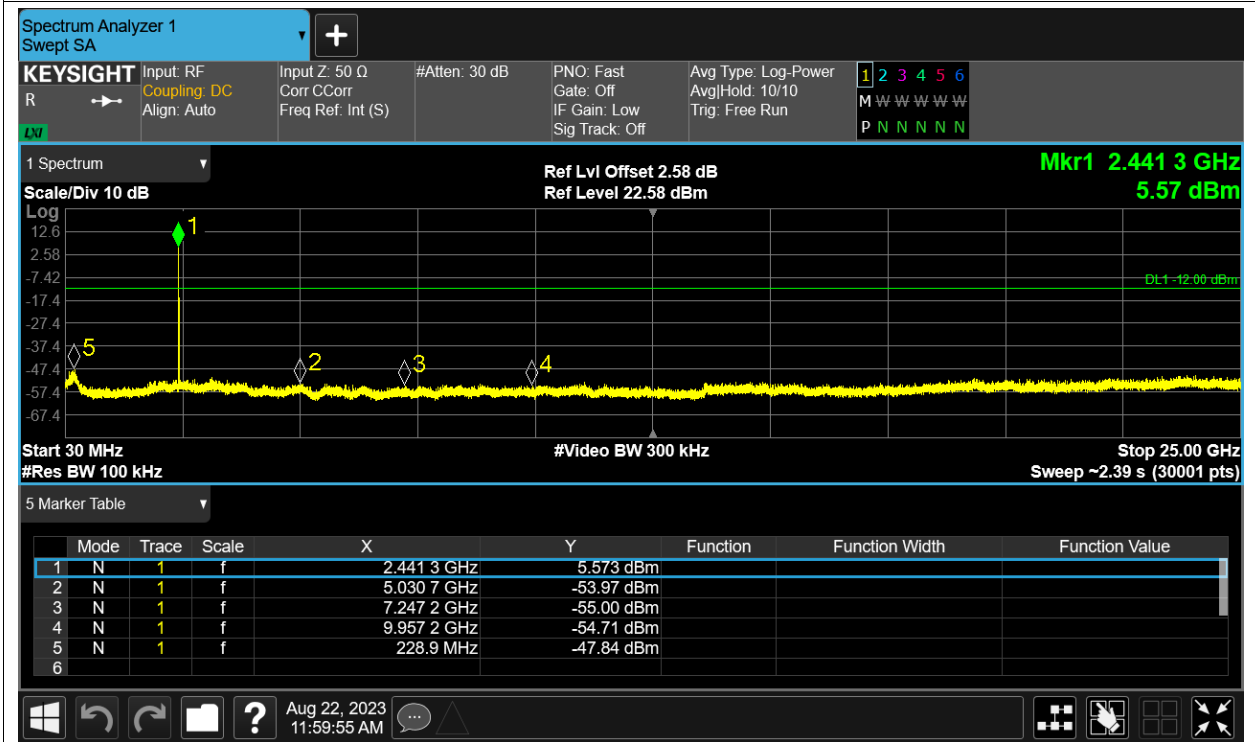 Spectrum Analyzer 1
Swept SA
KEYSIGHT
R
LXI
Input: RF
Coupling: DC
Align: Auto
Input Z: 50 Ω
Corr CCorr
Freq Ref: Int (S)
#Atten: 30 dB
PNO: Fast
Gate: Off
IF Gain: Low
Sig Track: Off
Avg Type: Log-Power
Avg|Hold: 10/10
Trig: Free Run
1 2 3 4 5 6
M W W W W W
P N N N N N
1 Spectrum
Scale/Div 10 dB
Ref Lvl Offset 2.58 dB
Ref Level 22.58 dBm
Mkr1 2.441 3 GHz
5.57 dBm
Log
12.6
2.58
-7.42
-17.4
-27.4
-37.4
-47.4
-57.4
-67.4
1
DL1 -12.00 dBm
5
2
3
4
Start 30 MHz
#Res BW 100 kHz
#Video BW 300 kHz
Stop 25.00 GHz
Sweep ~2.39 s (30001 pts)
5 Marker Table
Mode Trace Scale X Y Function Function Width Function Value
1 N 1 f 2.441 3 GHz 5.573 dBm
2 N 1 f 5.030 7 GHz -53.97 dBm
3 N 1 f 7.247 2 GHz -55.00 dBm
4 N 1 f 9.957 2 GHz -54.71 dBm
5 N 1 f 228.9 MHz -47.84 dBm
6
?
Aug 22, 2023
11:59:55 AM